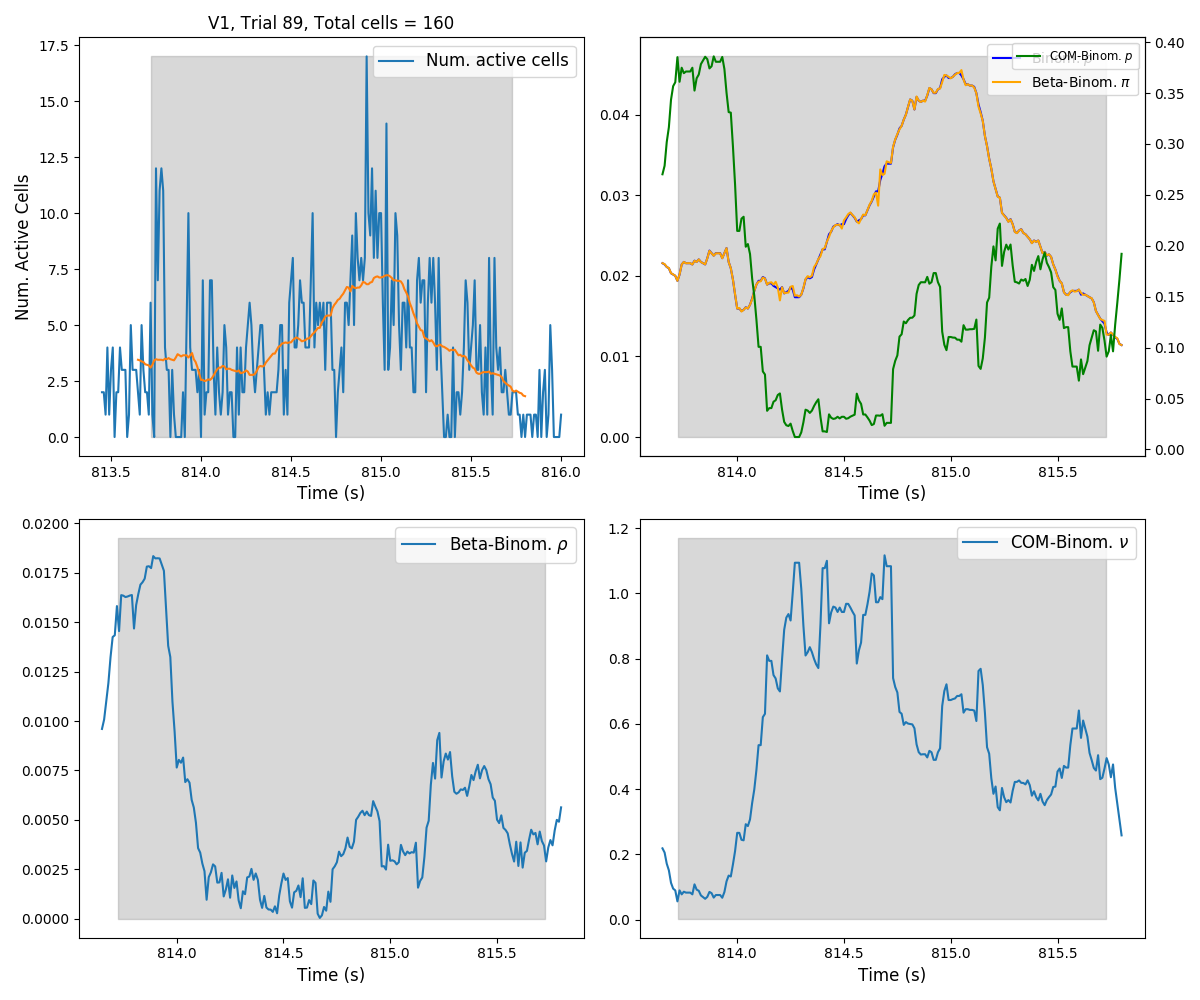 V1, Trial 89, Total cells = 160
Num. Active Cells
17.5
15.0
12.5
10.0
7.5
5.0
2.5
0.0
Num. active cells
813.5 814.0 814.5 815.0 815.5 816.0
Time (s)
0.04
0.03
0.02
0.01
0.00
COM-Binom. p
Beta-Binom. π
0.40
0.35
0.30
0.25
0.20
0.15
0.10
0.05
0.00
814.0 814.5 815.0 815.5
Time (s)
0.0200
0.0175
0.0150
0.0125
0.0100
0.0075
0.0050
0.0025
0.0000
Beta-Binom. ρ
814.0 814.5 815.0 815.5
Time (s)
1.2
1.0
0.8
0.6
0.4
0.2
0.0
COM-Binom. ν
814.0 814.5 815.0 815.5
Time (s)